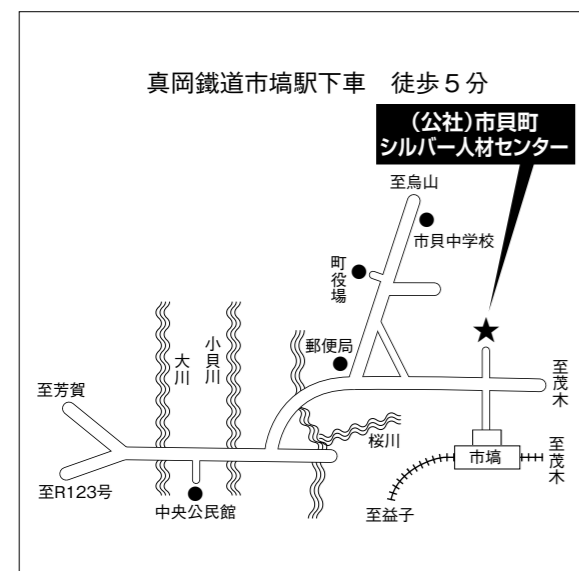 真岡鐵道市塙駅下車　徒歩５分
(公社)市貝町
シルバー人材センター
至烏山
市貝中学校
町役場
郵便局
小貝川
大川
至茂木
至芳賀
桜川
市塙
至茂木
至R123号
中央公民館
至益子